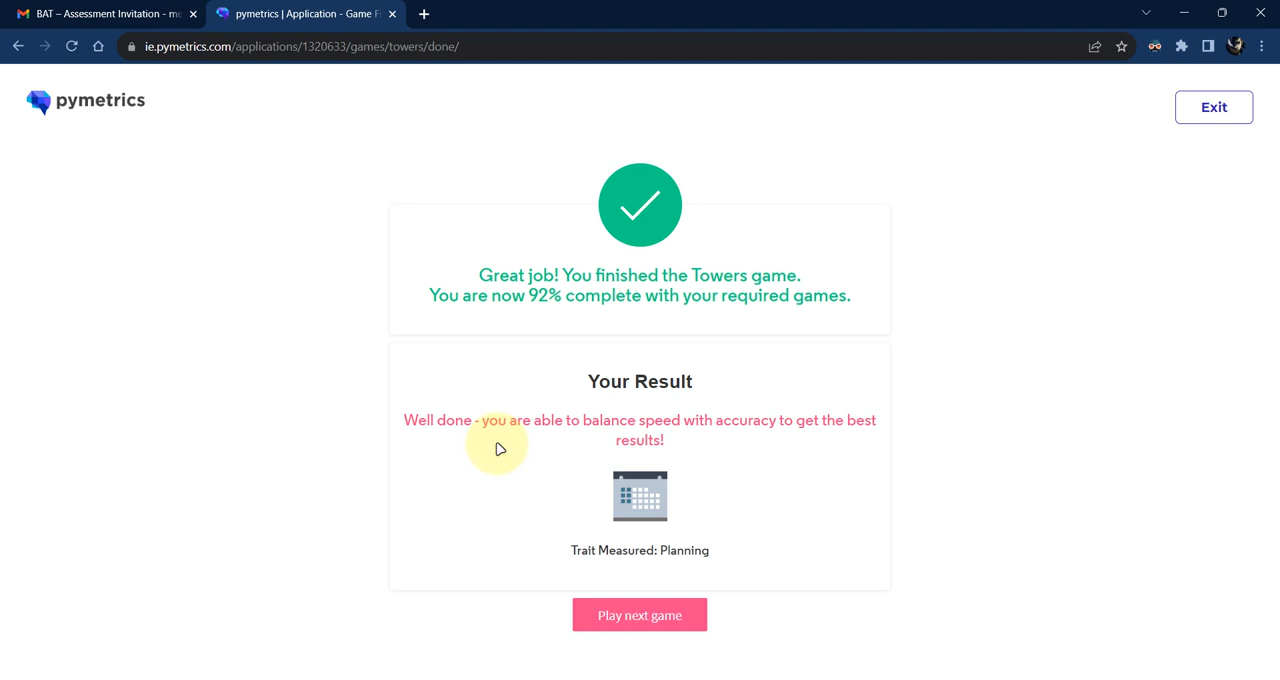 BAT – Assessment Invitation - me
pymetrics | Application - Game Fi
ie.pymetrics.com/applications/1320633/games/towers/done/
pymetrics
Exit
Great job! You finished the Towers game.
You are now 92% complete with your required games.
Your Result
Well done - you are able to balance speed with accuracy to get the best
results!
Trait Measured: Planning
Play next game